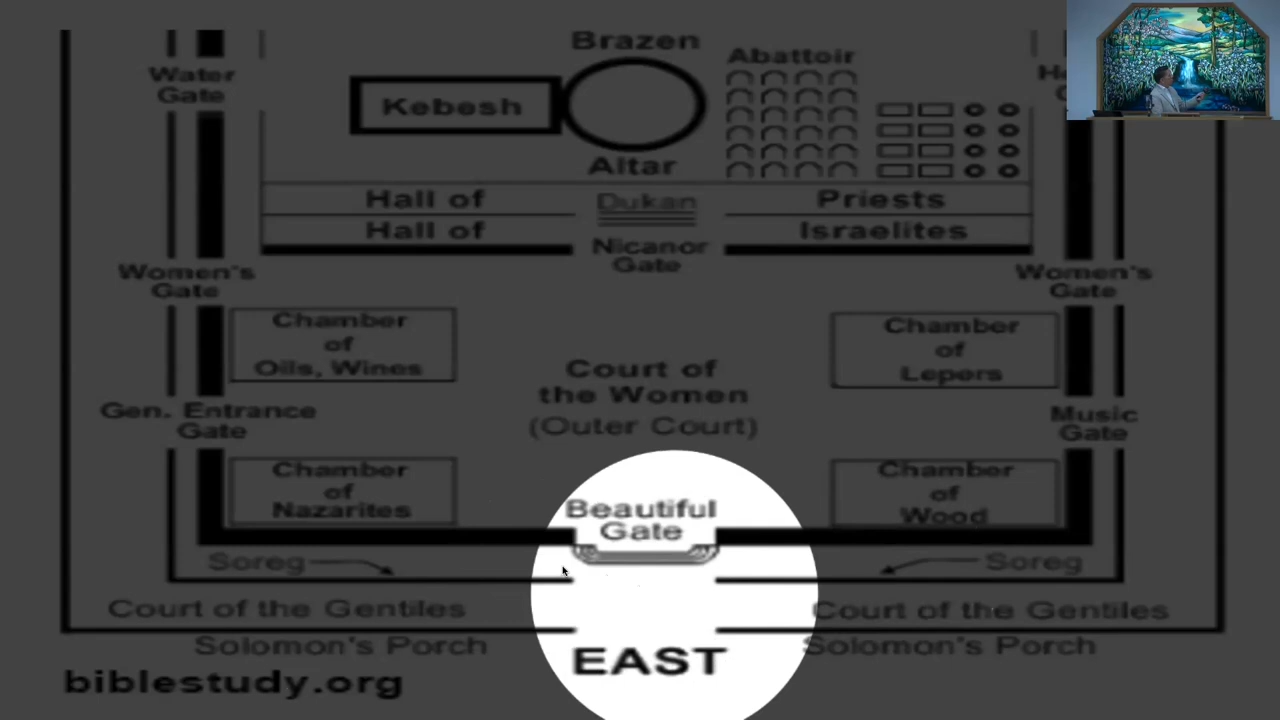 Brazen
Abattoir
Water
Gate
Kebesh
Altar
Hall of
Dukan
Priests
Hall of
Israelites
Nicanor
Gate
Women's
Gate
Women's
Gate
Chamber
of
Oils, Wines
Chamber
of
Lepers
Court of
the Women
(Outer Court)
Gen. Entrance
Gate
Music
Gate
Chamber
of
Nazarites
Chamber
of
Wood
Beautiful
Gate
Soreg
Soreg
Court of the Gentiles
Court of the Gentiles
Solomon's Porch
Solomon's Porch
EAST
biblestudy.org